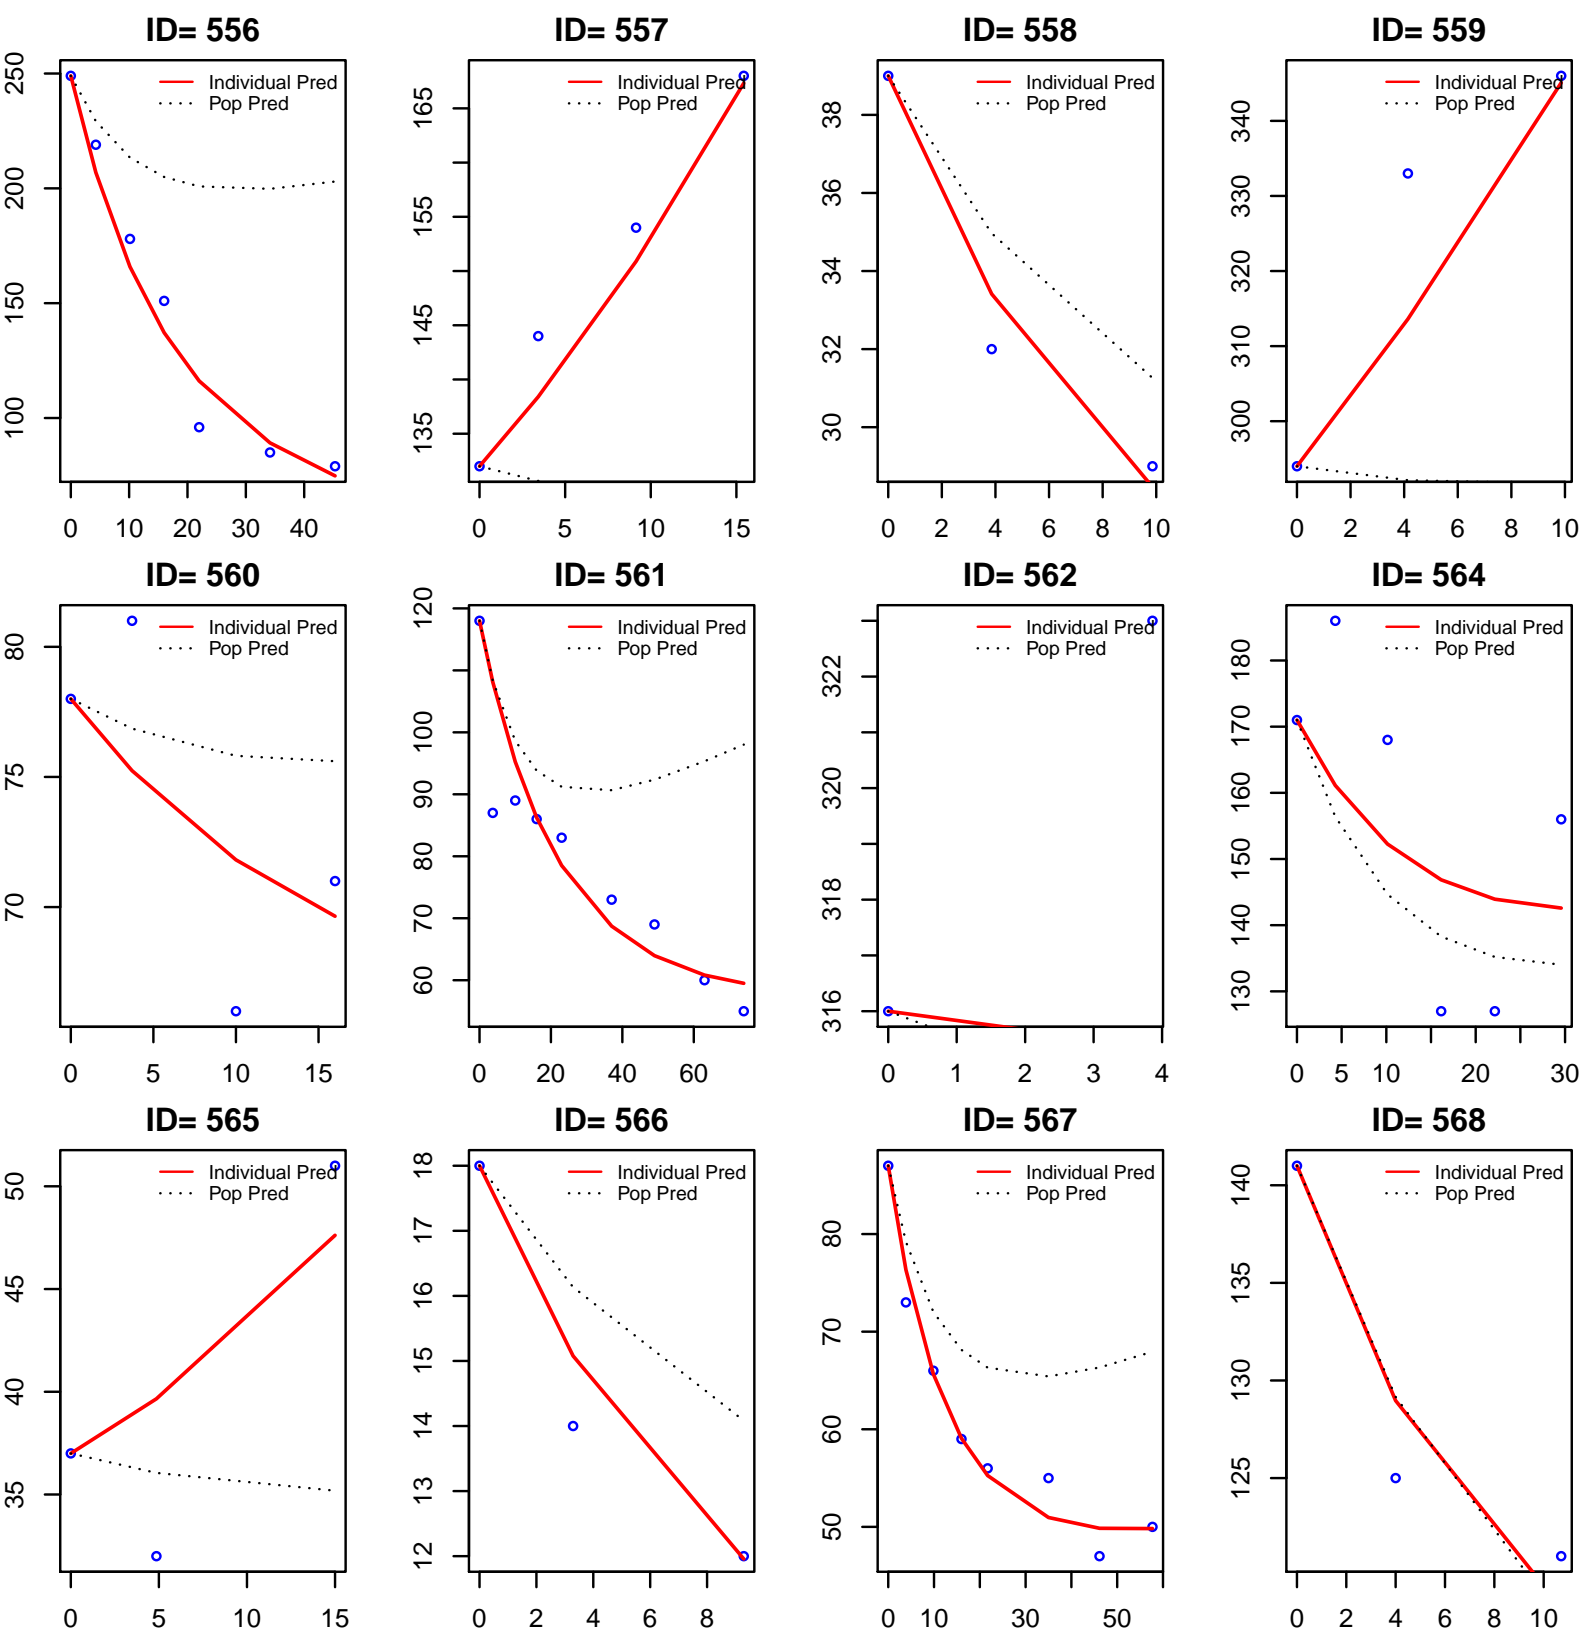 ID= 556
ID= 557
ID= 558
ID= 559
Individual Pred
Pop Pred
250
200
150
100
0 10 20 30 40
Individual Pred
Pop Pred
165
155
145
135
0 5 10 15
Individual Pred
Pop Pred
38
36
34
32
30
0 2 4 6 8 10
Individual Pred
Pop Pred
340
330
320
310
300
0 2 4 6 8 10
ID= 560
ID= 561
ID= 562
ID= 564
Individual Pred
Pop Pred
80
75
70
0 5 10 15
Individual Pred
Pop Pred
120
100
90
80
70
60
0 20 40 60
Individual Pred
Pop Pred
322
320
318
316
0 1 2 3 4
Individual Pred
Pop Pred
180
170
160
150
140
130
0 5 10 20 30
ID= 565
ID= 566
ID= 567
ID= 568
Individual Pred
Pop Pred
50
45
40
35
0 5 10 15
Individual Pred
Pop Pred
18
17
16
15
14
13
12
0 2 4 6 8
Individual Pred
Pop Pred
80
70
60
50
0 10 30 50
Individual Pred
Pop Pred
140
135
130
125
0 2 4 6 8 10